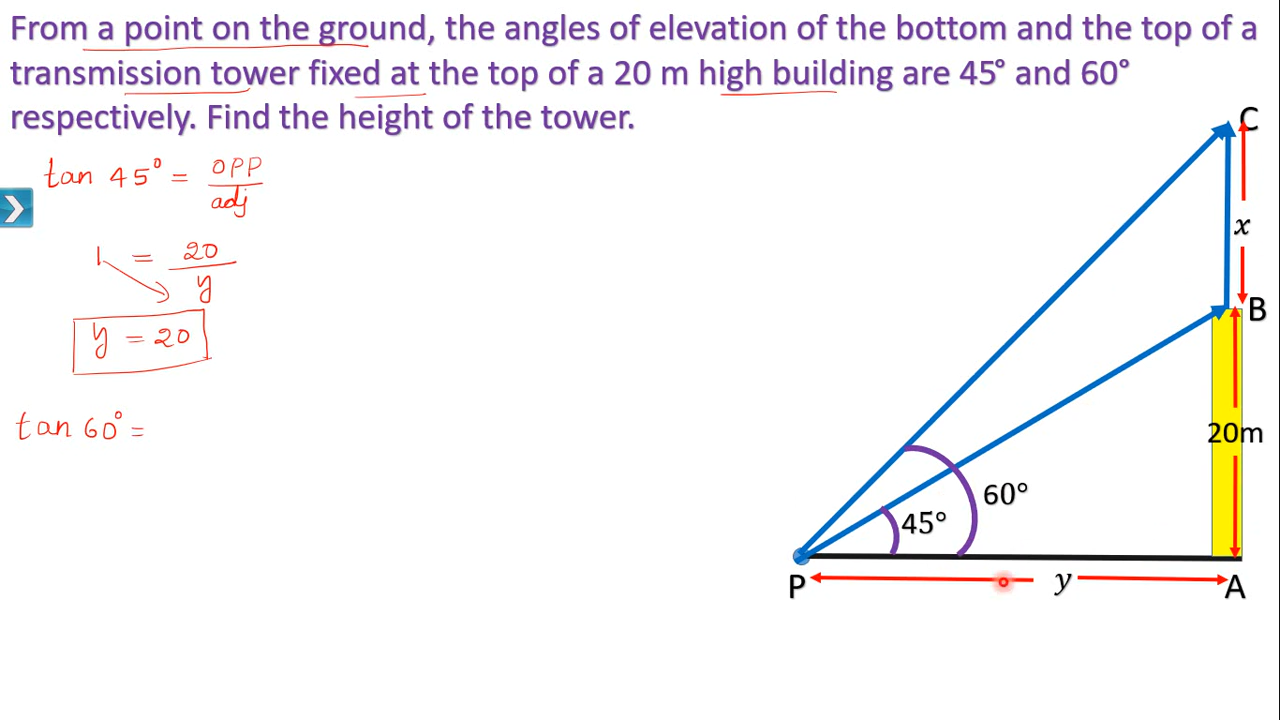 From a point on the ground, the angles of elevation of the bottom and the top of a
transmission tower fixed at the top of a 20 m high building are 45° and 60°
respectively. Find the height of the tower.
tan 45° = opp/adj
1 = 20/y
y = 20
tan 60° =
C
x
B
20m
60°
45°
P
y
A